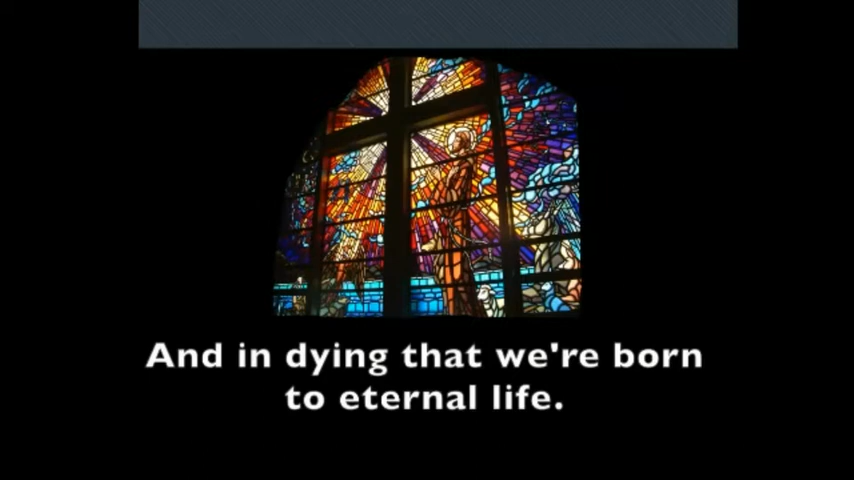 And in dying that we're born
to eternal life.